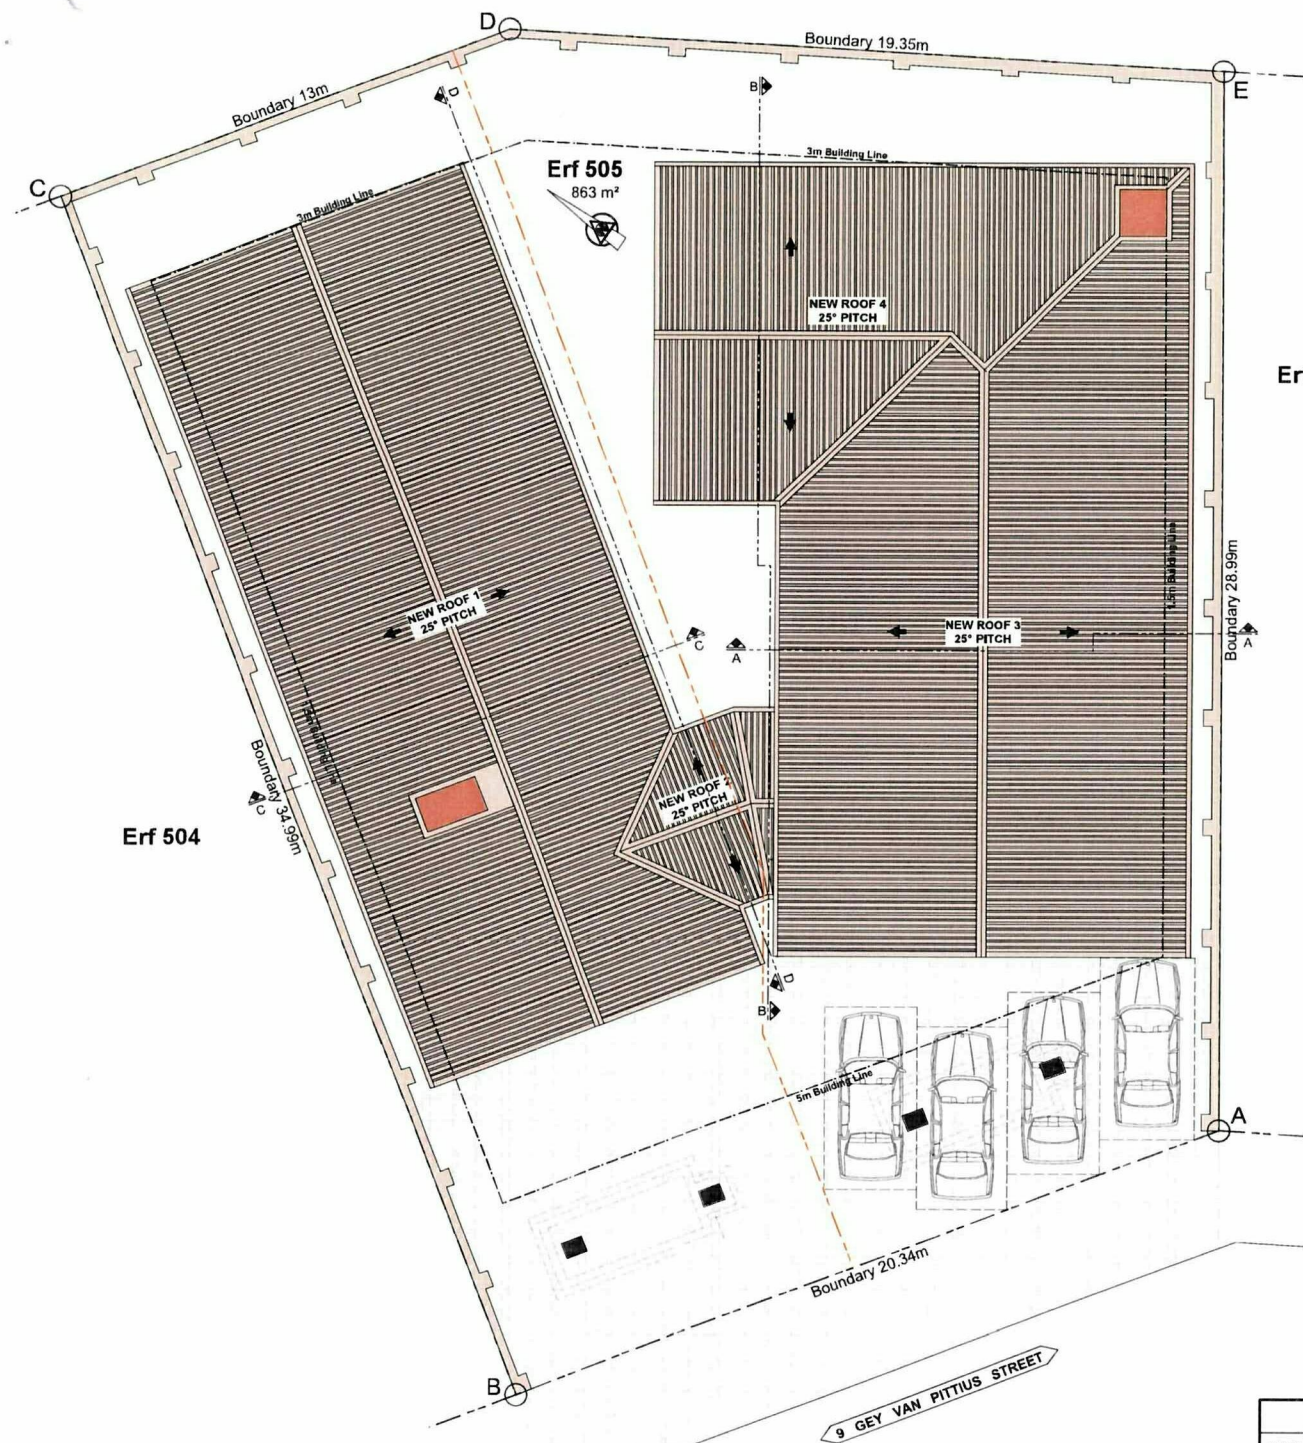 D
Boundary 19.35m
E
Boundary 13m
D
B
C
3m Building Line
Erf 505
863 m²
3m Building Line
NEW ROOF 4
25° PITCH
Er
NEW ROOF 1
25° PITCH
C
A
NEW ROOF 3
25° PITCH
1.5m Building Line
Boundary 28.99m
A
Boundary 34.99m
C
NEW ROOF
25° PITCH
Erf 504
D
B
5m Building Line
A
Boundary 20.34m
B
9 GEY VAN PITTIUS STREET